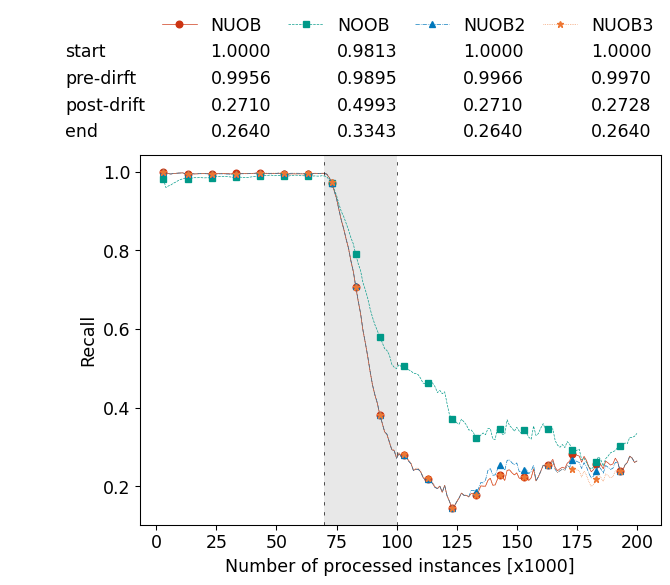 NUOB NOOB NUOB2 NUOB3
start 1.0000 0.9813 1.0000 1.0000
pre-dirft 0.9956 0.9895 0.9966 0.9970
post-drift 0.2710 0.4993 0.2710 0.2728
end 0.2640 0.3343 0.2640 0.2640
1.0
0.8
0.6
0.4
0.2
Recall
0 25 50 75 100 125 150 175 200
Number of processed instances [x1000]